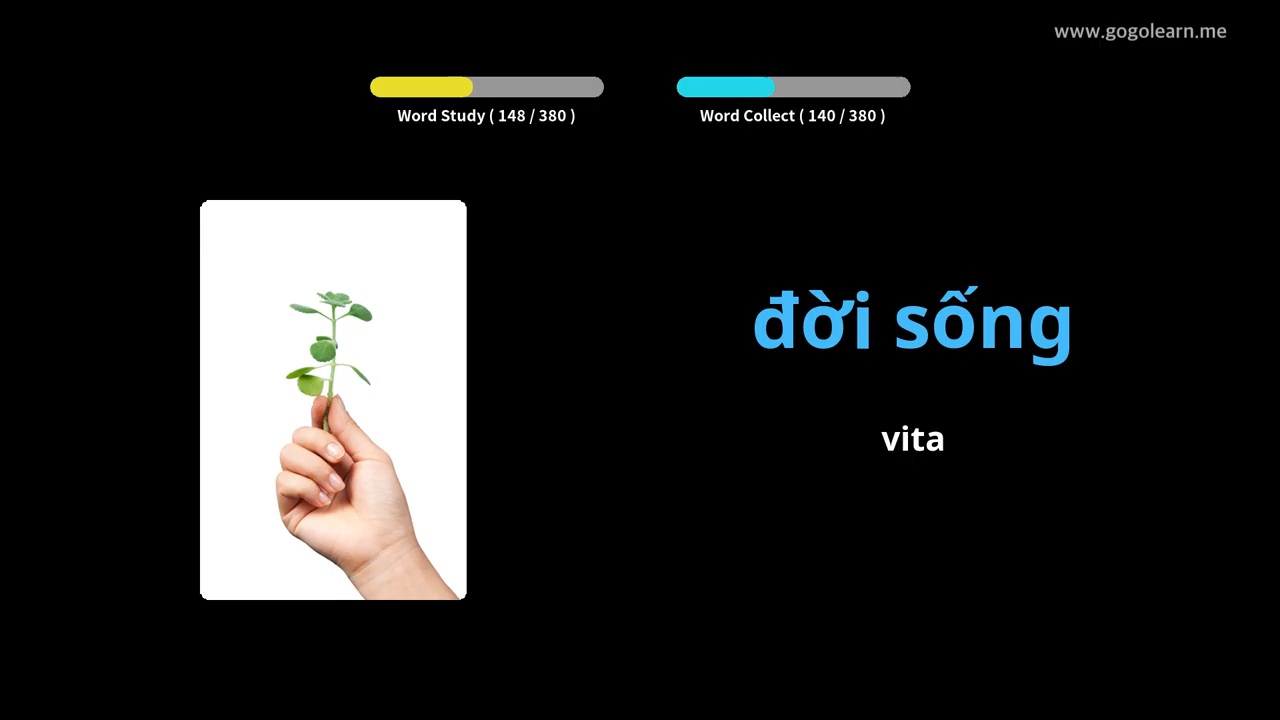 www.gogolearn.me
Word Study ( 148 / 380 )
Word Collect ( 140 / 380 )
đời sống
vita